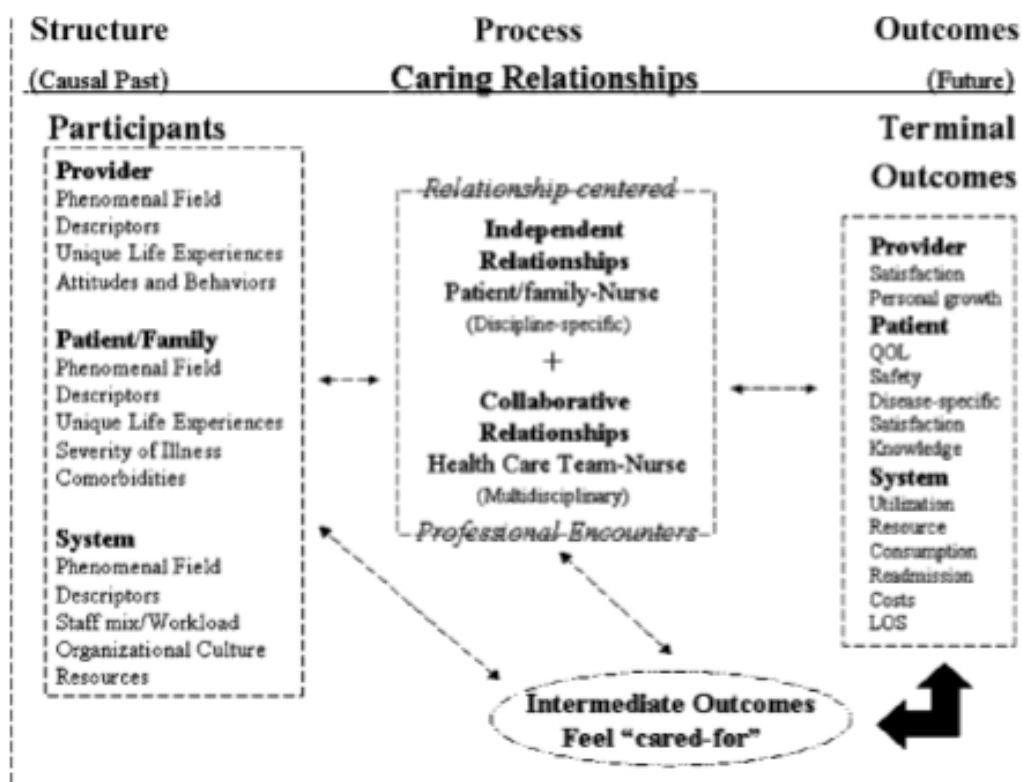 Structure
(Causal Past)
Process
Caring Relationships
Outcomes
(Future)
Participants
Provider
Phenomenal Field
Descriptors
Unique Life Experiences
Attitudes and Behaviors
Patient/Family
Phenomenal Field
Descriptors
Unique Life Experiences
Severity of Illness
Comorbidities
System
Phenomenal Field
Descriptors
Staff mix/Workload
Organizational Culture
Resources
Relationship-centered
Independent
Relationships
Patient/family-Nurse
(Discipline-specific)
+
Collaborative
Relationships
Health Care Team-Nurse
(Multidisciplinary)
Professional Encounters
Intermediate Outcomes
Feel “cared-for”
Terminal
Outcomes
Provider
Satisfaction
Personal growth
Patient
QOL
Safety
Disease-specific
Satisfaction
Knowledge
System
Utilization
Resource
Consumption
Readmission
Costs
LOS